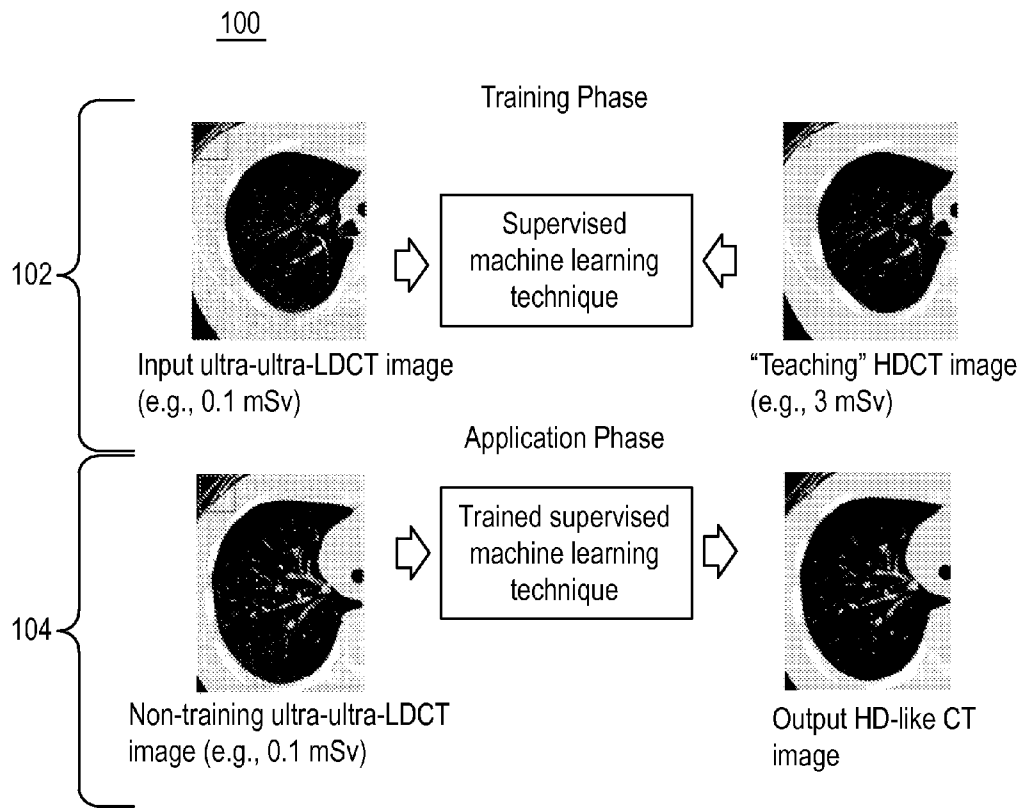 100
Training Phase
102
Supervised
machine learning
technique
Input ultra-ultra-LDCT image
(e.g., 0.1 mSv)
“Teaching” HDCT image
(e.g., 3 mSv)
Application Phase
104
Trained supervised
machine learning
technique
Non-training ultra-ultra-LDCT
image (e.g., 0.1 mSv)
Output HD-like CT
image